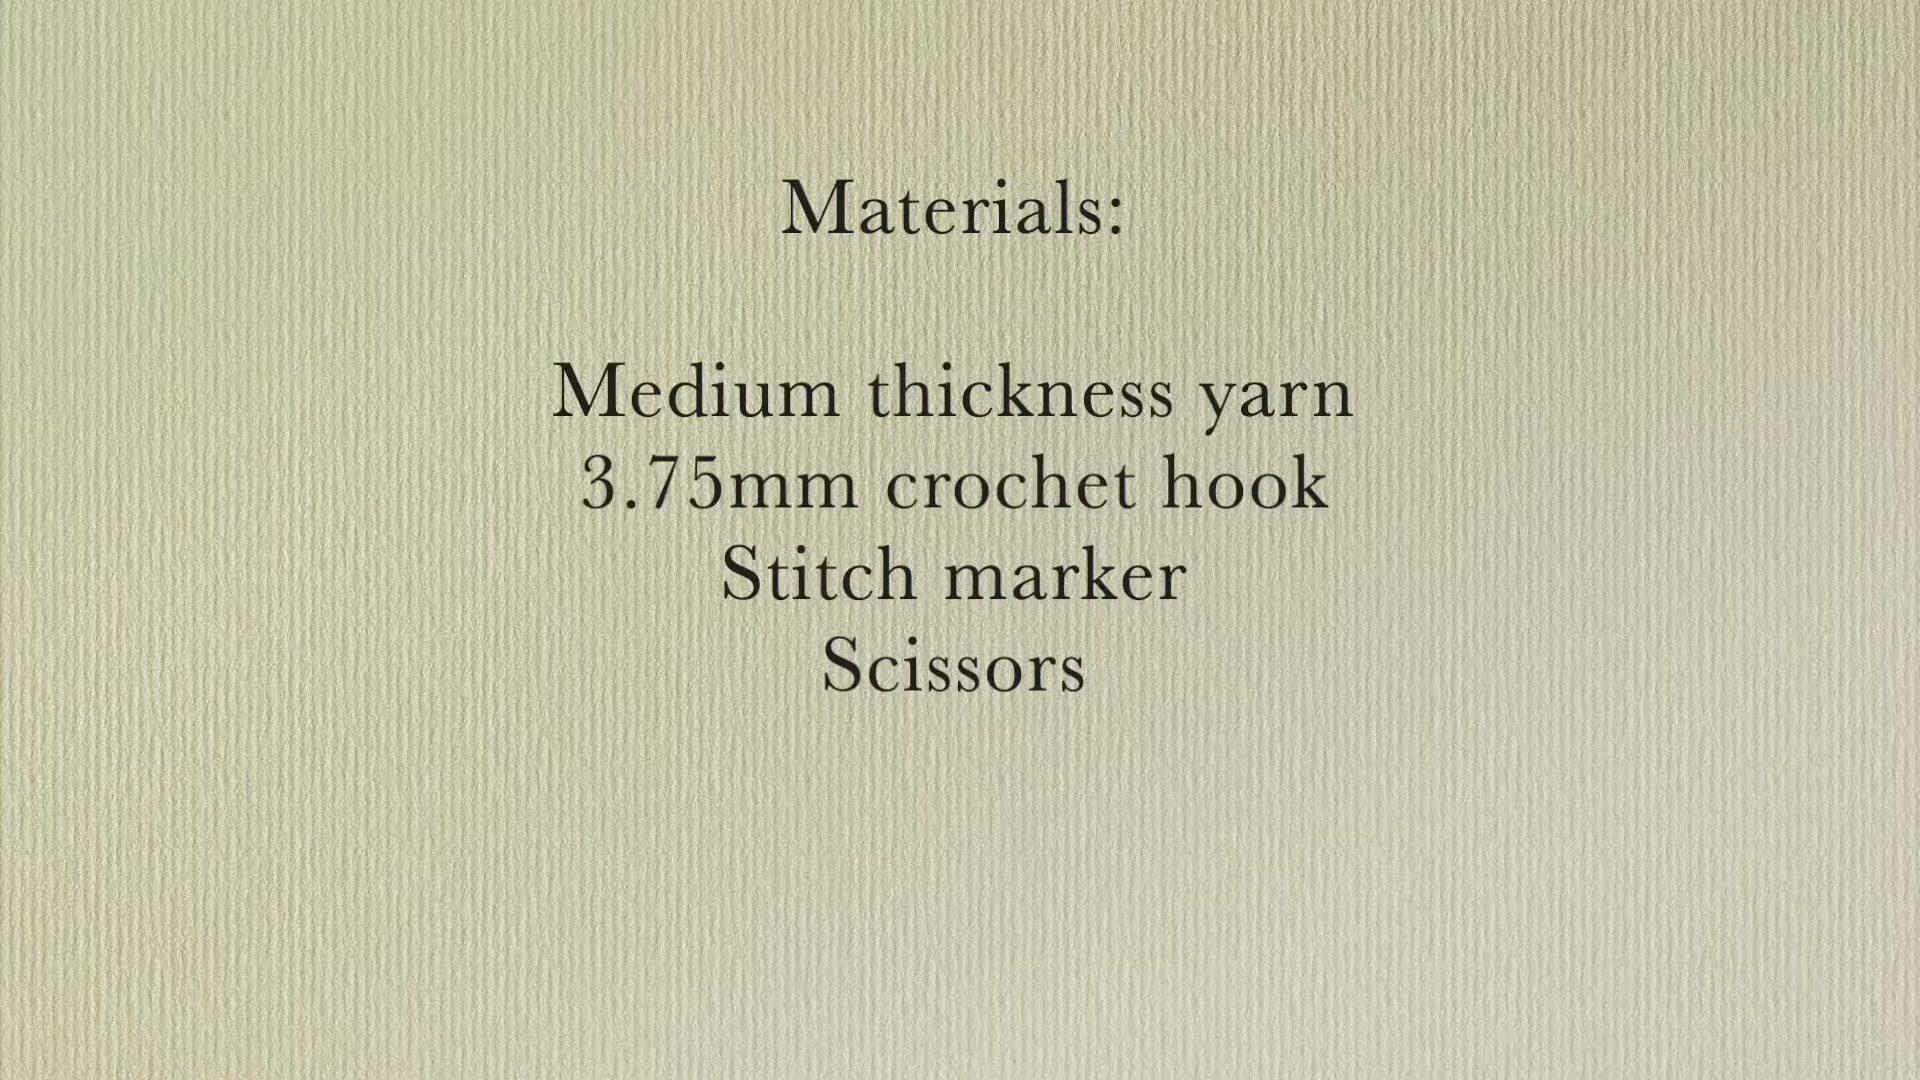 Materials:
Medium thickness yarn
3.75mm crochet hook
Stitch marker
Scissors